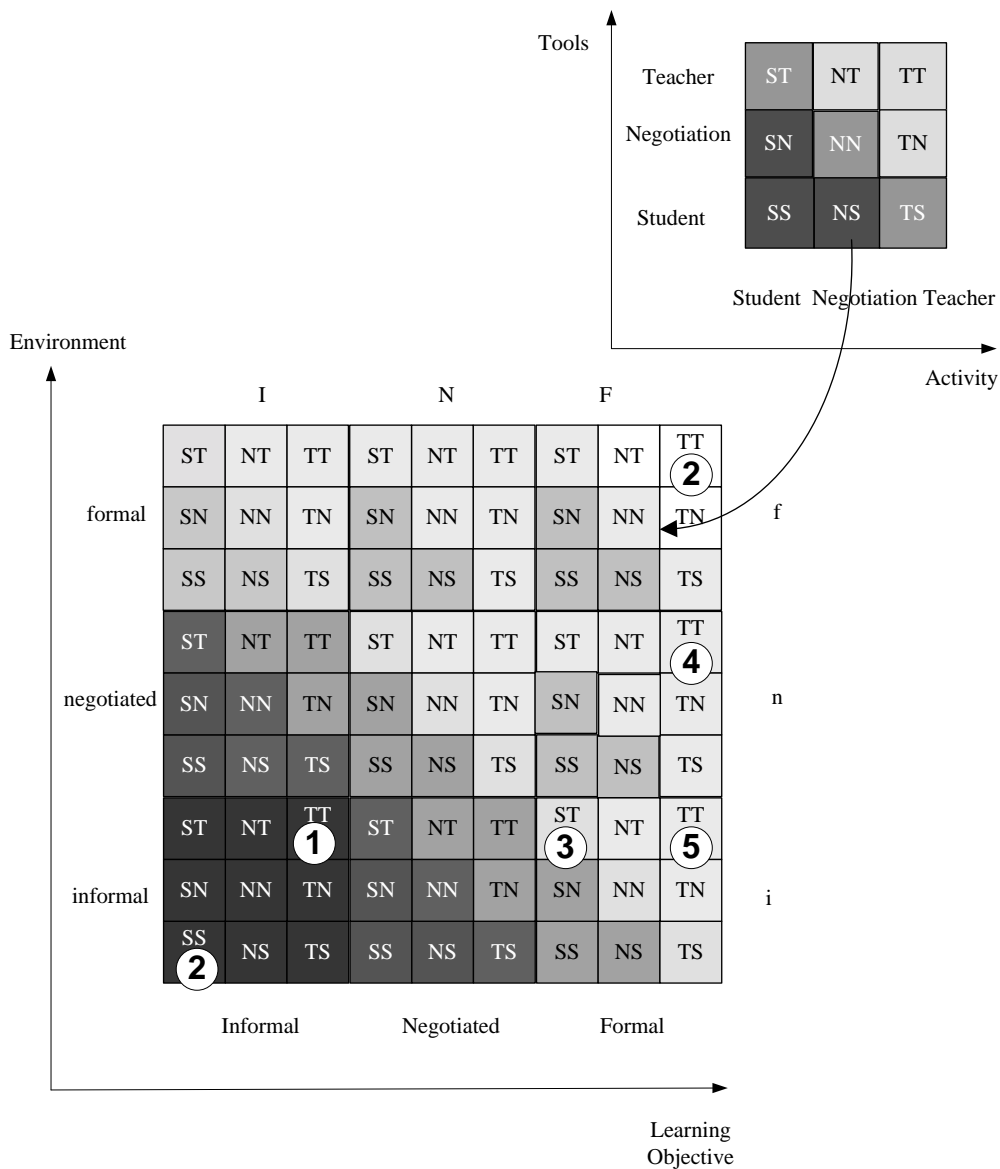 Tools
Teacher ST NT TT
Negotiation SN NN TN
Student SS NS TS
Student Negotiation Teacher
Activity
Environment
I N F
ST NT TT ST NT TT ST NT TT
2
formal SN NN TN SN NN TN SN NN TN f
SS NS TS SS NS TS SS NS TS
ST NT TT ST NT TT ST NT TT
4
negotiated SN NN TN SN NN TN SN NN TN n
SS NS TS SS NS TS SS NS TS
ST NT TT ST NT TT ST NT TT
1 3 5
informal SN NN TN SN NN TN SN NN TN i
SS NS TS SS NS TS SS NS TS
2
Informal Negotiated Formal
Learning
Objective